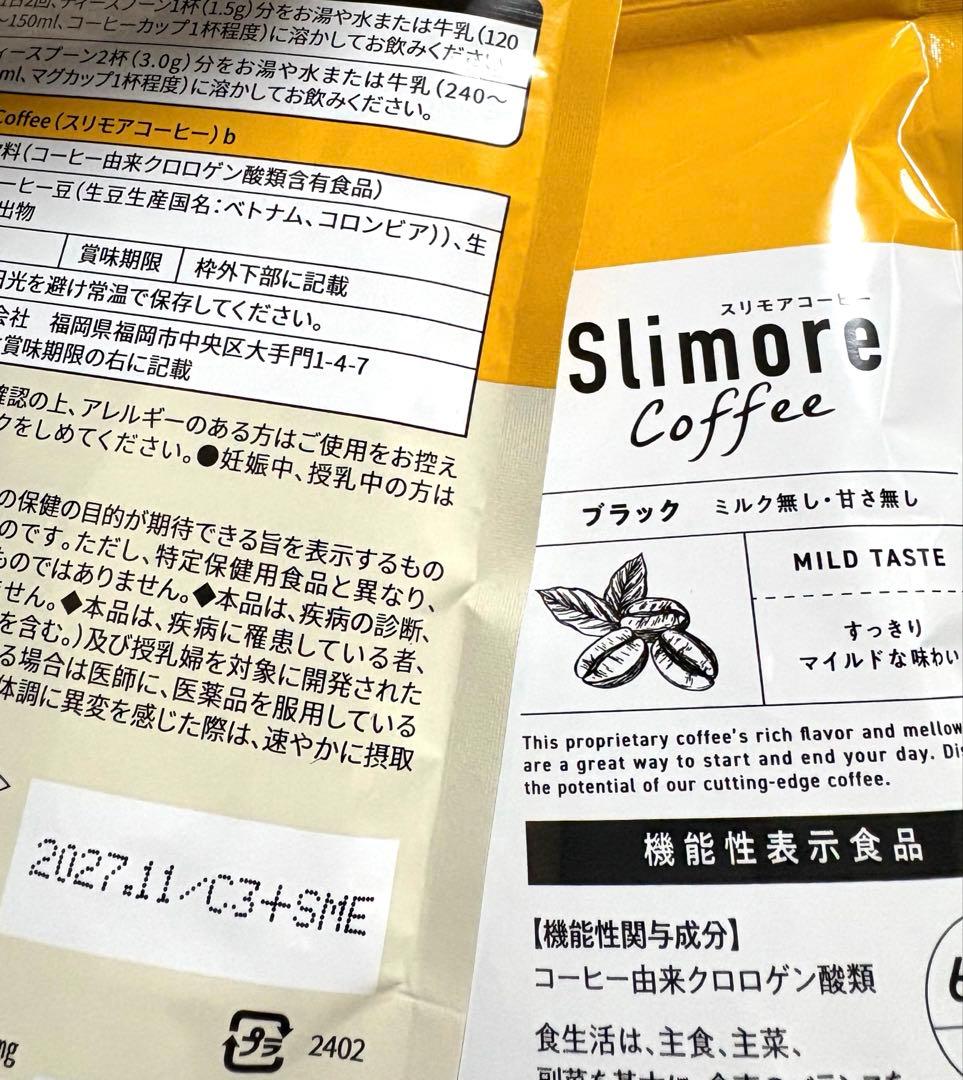 1日2回、ティースプーン1杯(1.5g)分をお湯や水または牛乳(120
~150ml、コーヒーカップ1杯程度)に溶かしてお飲みください
ィースプーン2杯(3.0g)分をお湯や水または牛乳(240~
ml、マグカップ1杯程度)に溶かしてお飲みください。
Coffee(スリモアコーヒー)b
料(コーヒー由来クロロゲン酸類含有食品)
ーヒー豆(生豆生産国名:ベトナム、コロンビア))、生
出物
賞味期限 枠外下部に記載
日光を避け常温で保存してください。
会社 福岡県福岡市中央区大手門1-4-7
賞味期限の右に記載
確認の上、アレルギーのある方はご使用をお控え
クをしめてください。●妊娠中、授乳中の方は
の保健の目的が期待できる旨を表示するもの
のです。ただし、特定保健用食品と異なり、
ものではありません。◆本品は、疾病の診断、
せん。◆本品は、疾病に罹患している者、
を含む。)及び授乳婦を対象に開発された
る場合は医師に、医薬品を服用している
体調に異変を感じた際は、速やかに摂取
2027.11/C3+SME
mg
プラ 2402
スリモアコーヒー
Slimore
Coffee
ブラック ミルク無し・甘さ無し
MILD TASTE
すっきり
マイルドな味わい
This proprietary coffee's rich flavor and mellow
are a great way to start and end your day. Dis
the potential of our cutting-edge coffee.
機能性表示食品
【機能性関与成分】
コーヒー由来クロロゲン酸類
食生活は、主食、主菜、
副菜を基本に、食事のバランスを